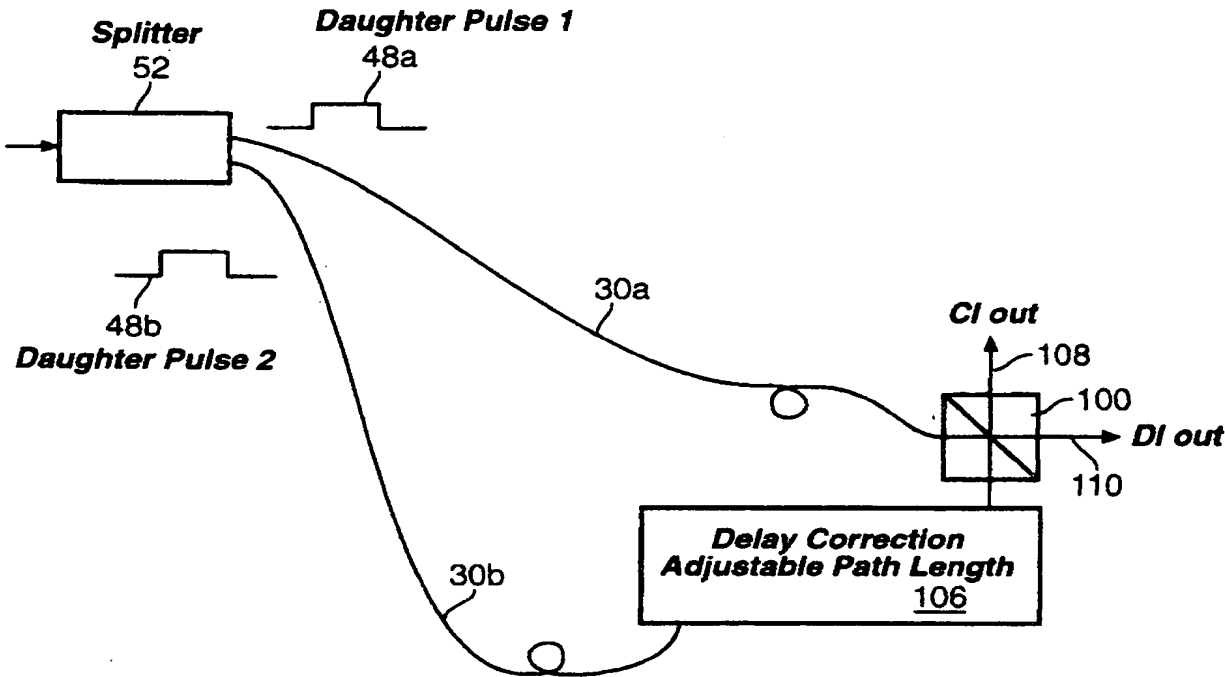 Splitter
52
Daughter Pulse 1
48a
48b
Daughter Pulse 2
30a
CI out
108
100
DI out
110
Delay Correction
Adjustable Path Length
106
30b